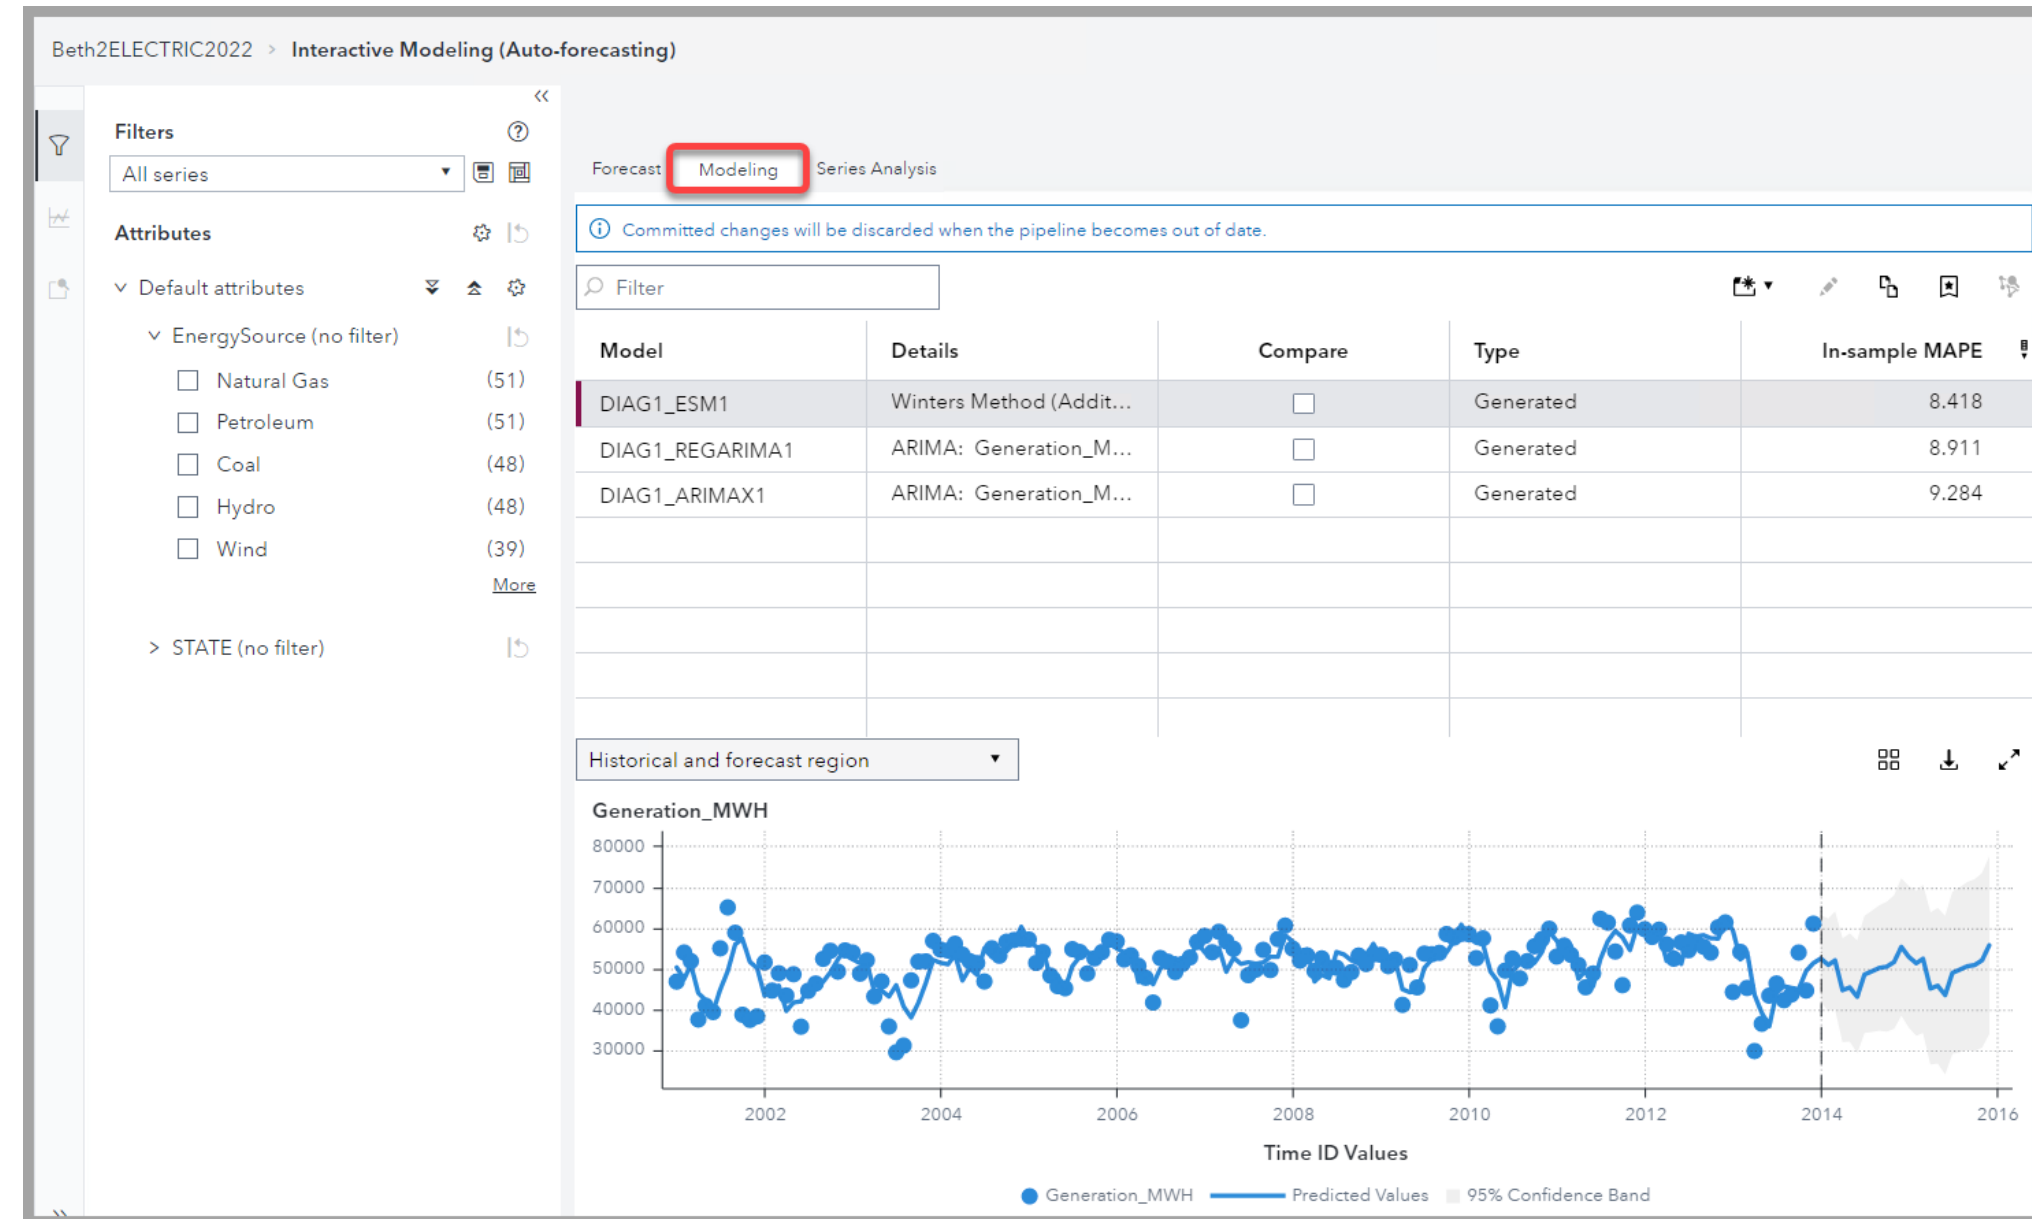 Beth2ELECTRIC2022 > Interactive Modeling (Auto-forecasting)
Filters
All series
Attributes
Default attributes
EnergySource (no filter)
Natural Gas (51)
Petroleum (51)
Coal (48)
Hydro (48)
Wind (39)
More
STATE (no filter)
Forecast Modeling Series Analysis
Committed changes will be discarded when the pipeline becomes out of date.
Filter
Model Details Compare Type In-sample MAPE
DIAG1_ESM1 Winters Method (Addit... Generated 8.418
DIAG1_REGARIMA1 ARIMA: Generation_M... Generated 8.911
DIAG1_ARIMAX1 ARIMA: Generation_M... Generated 9.284
Historical and forecast region
Generation_MWH
80000
70000
60000
50000
40000
30000
2002 2004 2006 2008 2010 2012 2014 2016
Time ID Values
Generation_MWH Predicted Values 95% Confidence Band